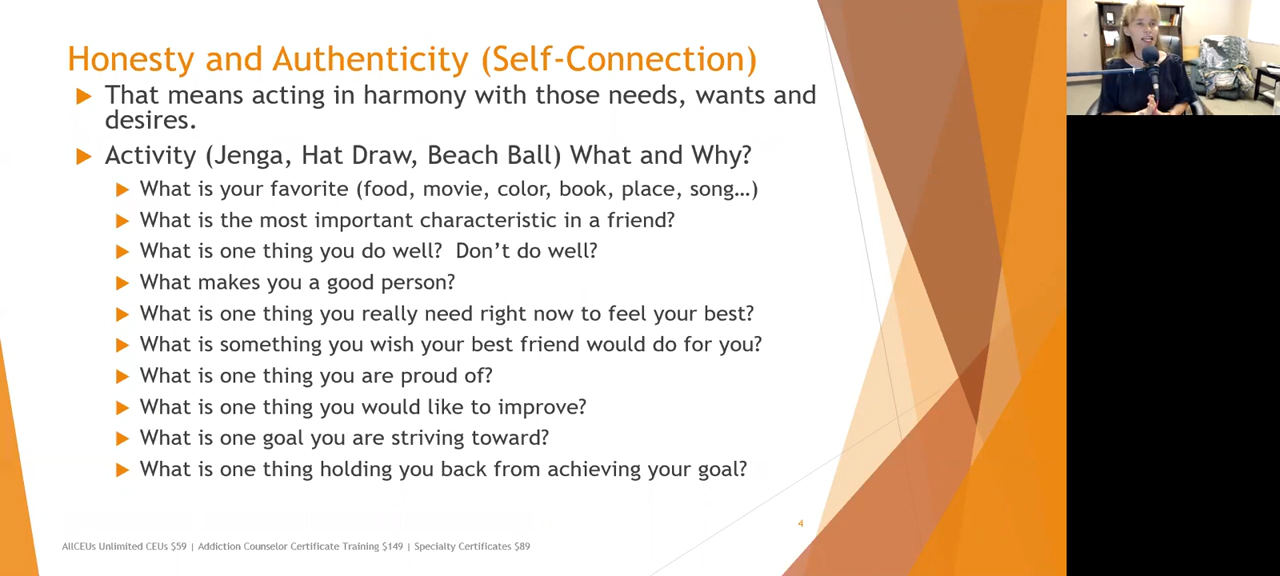 Honesty and Authenticity (Self-Connection)
That means acting in harmony with those needs, wants and
desires.
Activity (Jenga, Hat Draw, Beach Ball) What and Why?
What is your favorite (food, movie, color, book, place, song…)
What is the most important characteristic in a friend?
What is one thing you do well?  Don't do well?
What makes you a good person?
What is one thing you really need right now to feel your best?
What is something you wish your best friend would do for you?
What is one thing you are proud of?
What is one thing you would like to improve?
What is one goal you are striving toward?
What is one thing holding you back from achieving your goal?
4
AllCEUs Unlimited CEUs $59 | Addiction Counselor Certificate Training $149 | Specialty Certificates $89